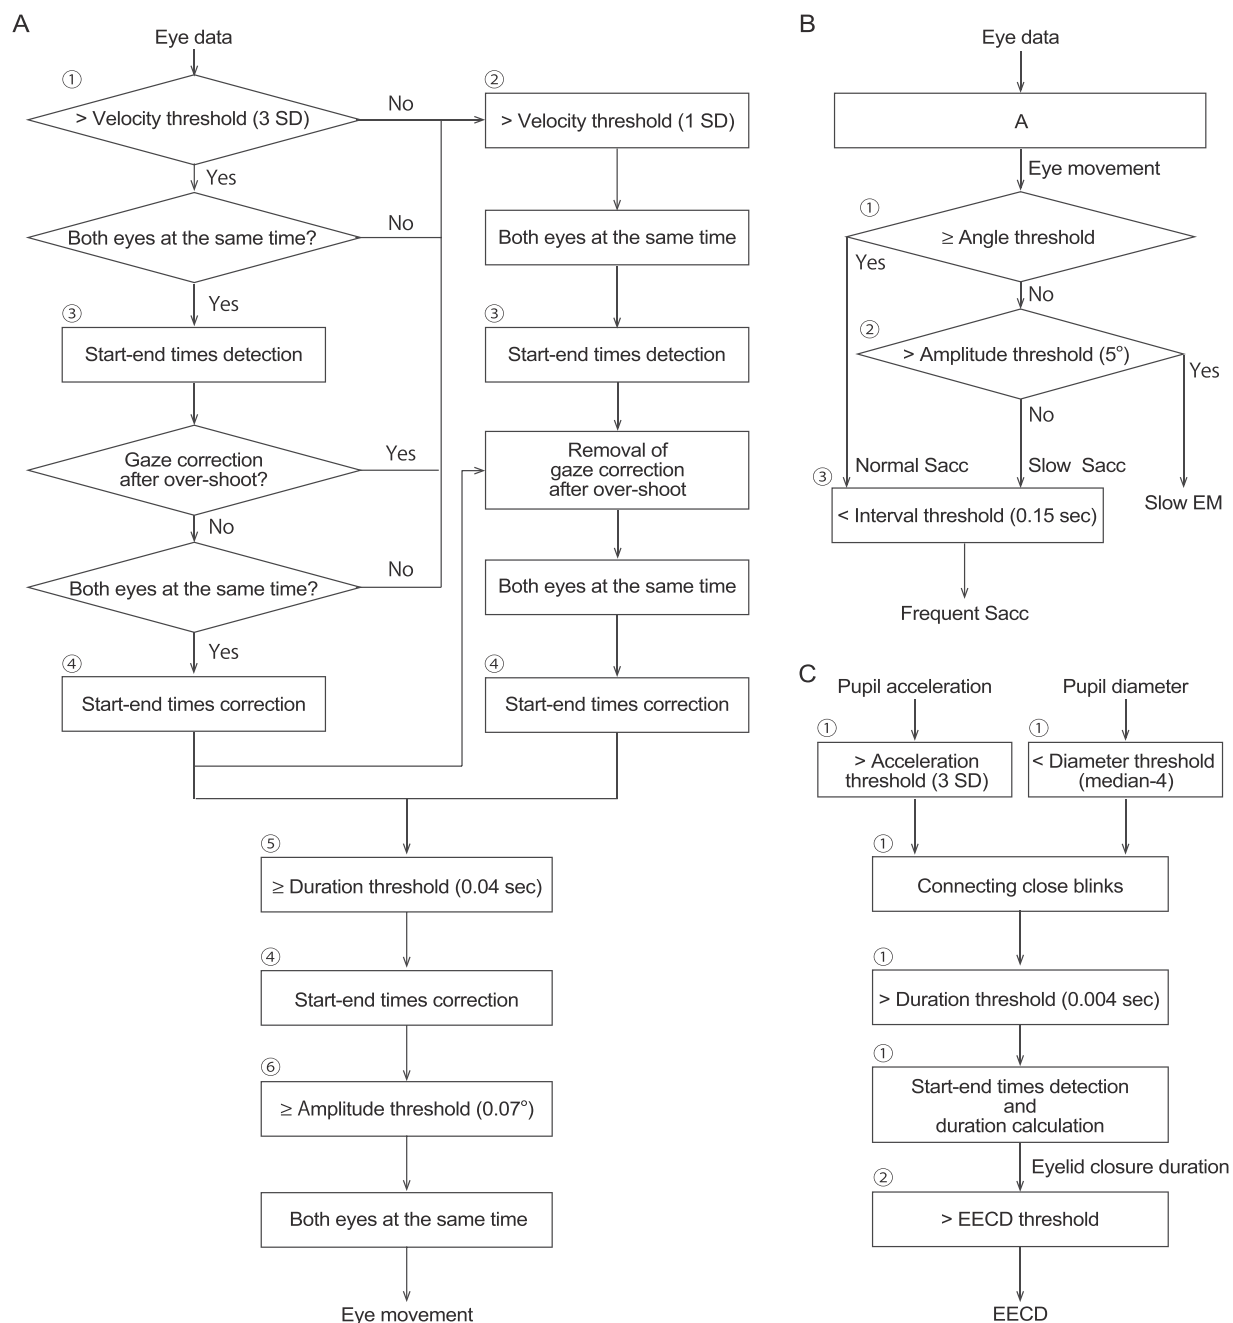 A
Eye data
①
> Velocity threshold (3 SD)
No
Yes
Both eyes at the same time?
No
Yes
③
Start-end times detection
Gaze correction
after over-shoot?
Yes
No
Both eyes at the same time?
No
Yes
④
Start-end times correction
②
> Velocity threshold (1 SD)
Both eyes at the same time
③
Start-end times detection
Removal of
gaze correction
after over-shoot
Both eyes at the same time
④
Start-end times correction
⑤
≥ Duration threshold (0.04 sec)
④
Start-end times correction
⑥
≥ Amplitude threshold (0.07°)
Both eyes at the same time
Eye movement
B
Eye data
A
Eye movement
①
≥ Angle threshold
Yes
No
②
> Amplitude threshold (5°)
Yes
No
Normal Sacc
Slow Sacc
Slow EM
③
< Interval threshold (0.15 sec)
Frequent Sacc
C
Pupil acceleration
Pupil diameter
①
> Acceleration
threshold (3 SD)
①
< Diameter threshold
(median-4)
①
Connecting close blinks
①
> Duration threshold (0.004 sec)
①
Start-end times detection
and
duration calculation
Eyelid closure duration
②
> EECD threshold
EECD